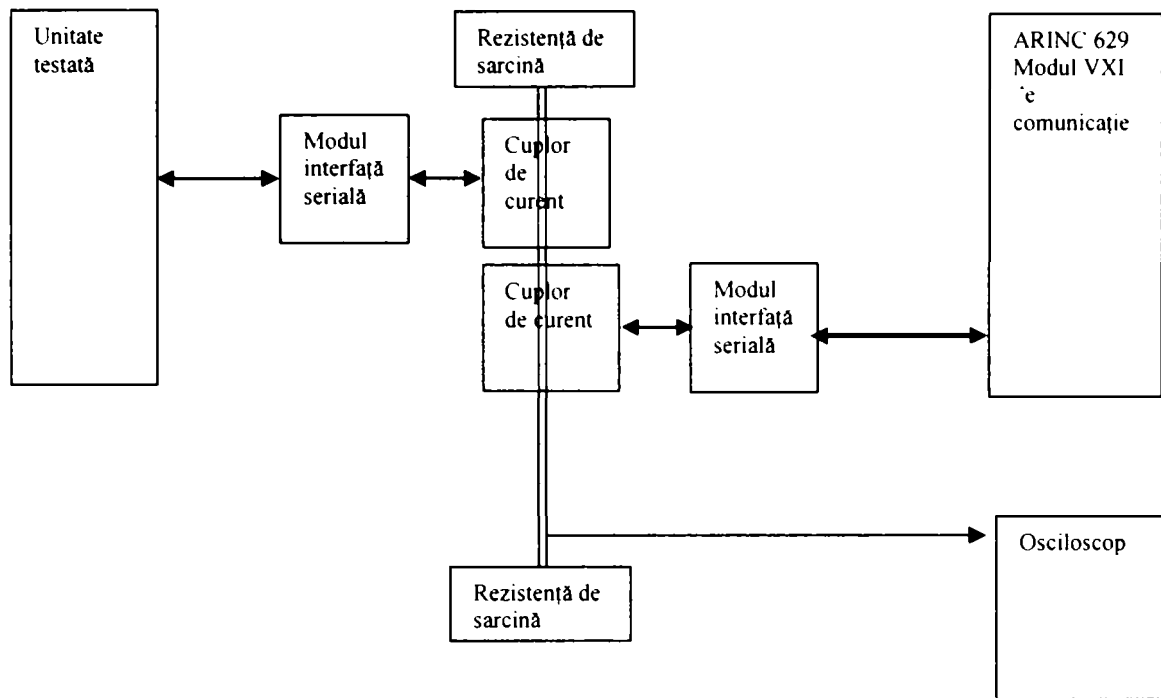 Unitate
testată
Rezistență de
sarcină
ARINC 629
Modul VXI
comunicație
Modul
interfață
serială
Cuplor
de
curent
Cuplor
de curent
Modul
interfață
serială
Osciloscop
Rezistență de
sarcină